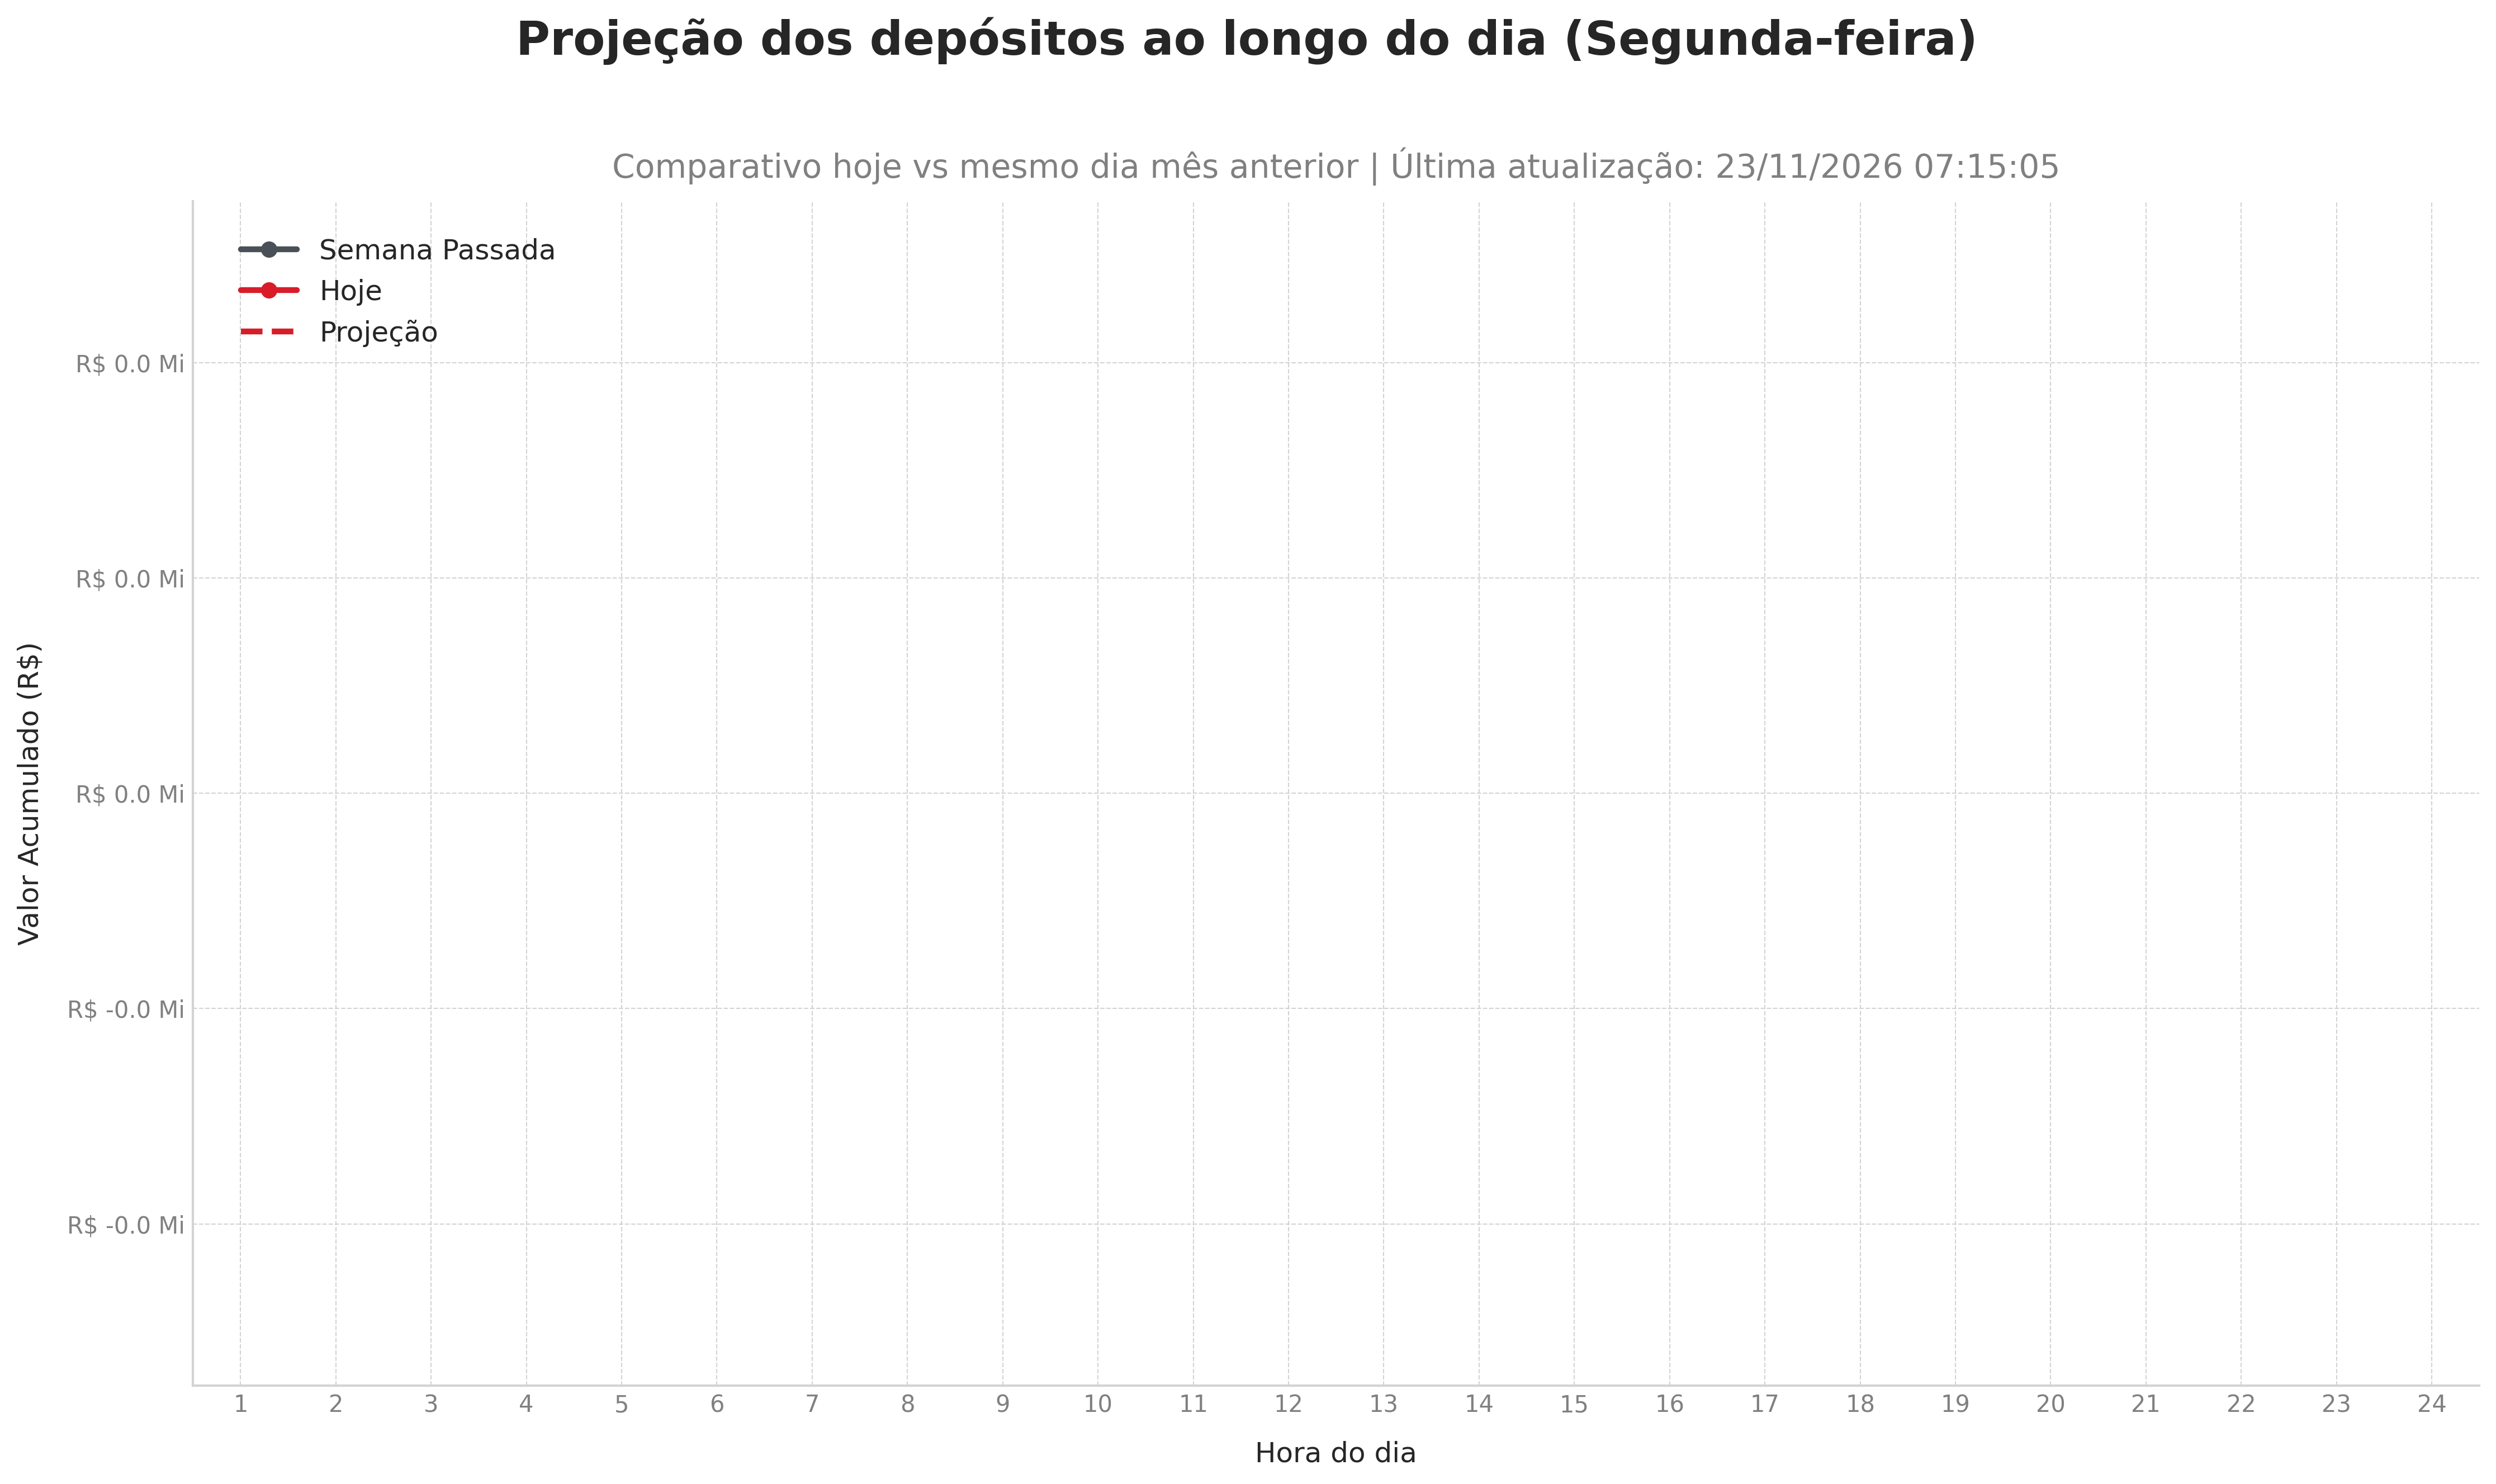 Projeção dos depósitos ao longo do dia (Segunda-feira)
Comparativo hoje vs mesmo dia mês anterior | Última atualização: 23/11/2026 07:15:05
Semana Passada
Hoje
Projeção
R$ 0.0 Mi
R$ 0.0 Mi
R$ 0.0 Mi
R$ -0.0 Mi
R$ -0.0 Mi
Valor Acumulado (R$)
1 2 3 4 5 6 7 8 9 10 11 12 13 14 15 16 17 18 19 20 21 22 23 24
Hora do dia